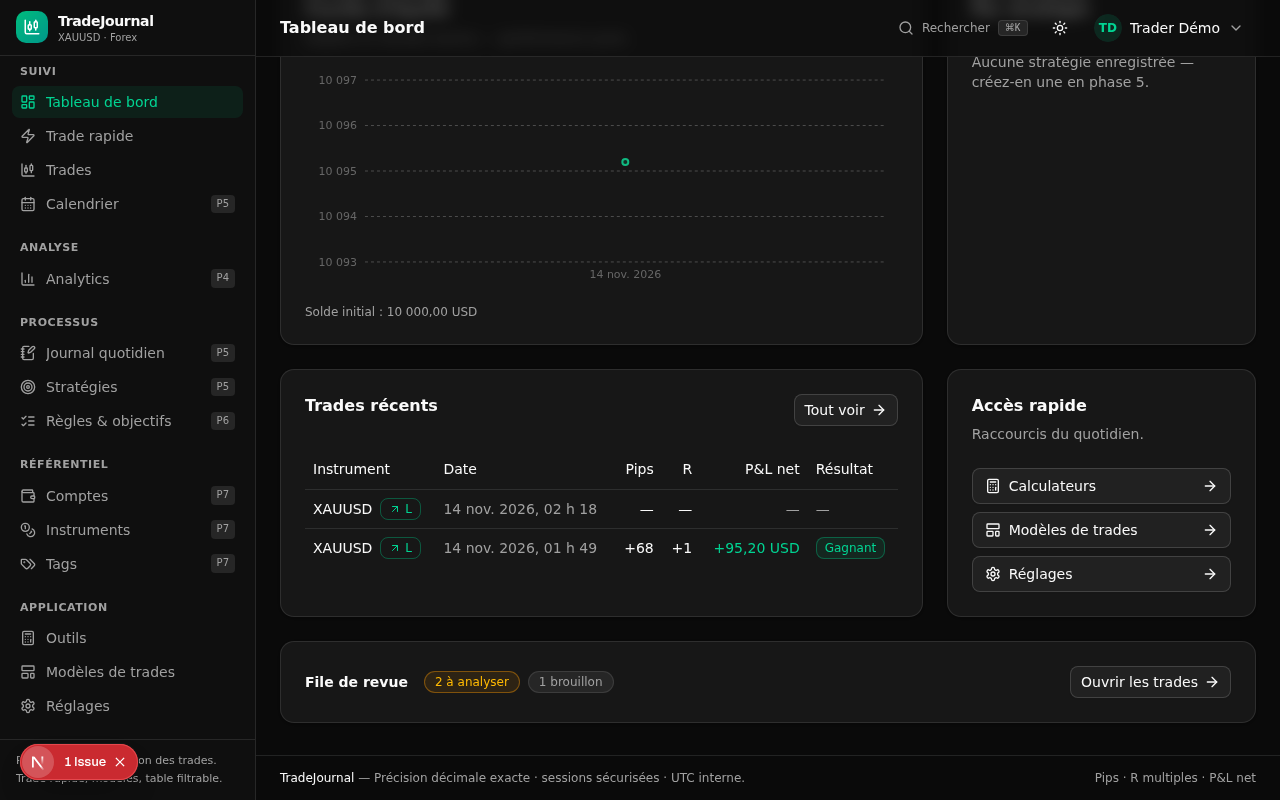 TradeJournal
XAUUSD · Forex
SUIVI
Tableau de bord
Trade rapide
Trades
Calendrier P5
ANALYSE
Analytics P4
PROCESSUS
Journal quotidien P5
Stratégies P5
Règles & objectifs P6
RÉFÉRENTIEL
Comptes P7
Instruments P7
Tags P7
APPLICATION
Outils
Modèles de trades
Réglages
1 Issue
on des trades.
table filtrable.
Tableau de bord
Rechercher ⌘K
TD Trader Démo
10 097
10 096
10 095
10 094
10 093
14 nov. 2026
Solde initial : 10 000,00 USD
Aucune stratégie enregistrée —
créez-en une en phase 5.
Trades récents
Tout voir
Instrument Date Pips R P&L net Résultat
XAUUSD L 14 nov. 2026, 02 h 18 — — — —
XAUUSD L 14 nov. 2026, 01 h 49 +68 +1 +95,20 USD Gagnant
Accès rapide
Raccourcis du quotidien.
Calculateurs
Modèles de trades
Réglages
File de revue 2 à analyser 1 brouillon
Ouvrir les trades
TradeJournal — Précision décimale exacte · sessions sécurisées · UTC interne.
Pips · R multiples · P&L net